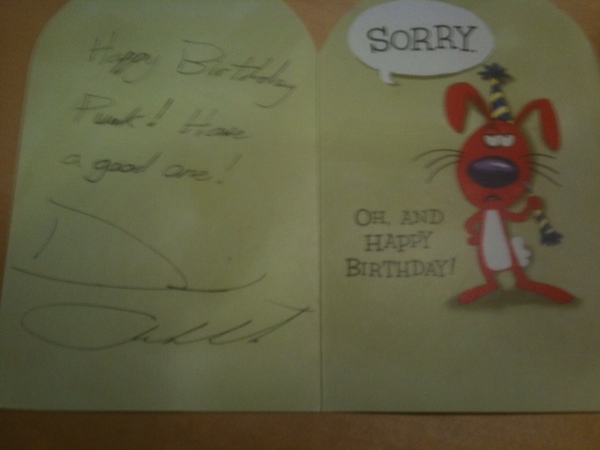 Happy Birthday
Punk! Have
a good one!
SORRY.
OH, AND
HAPPY
BIRTHDAY!